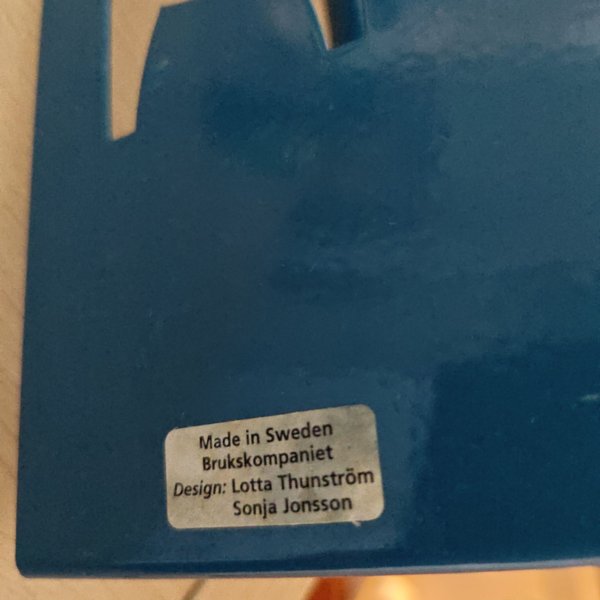 Made in Sweden
Brukskompaniet
Design: Lotta Thunström
Sonja Jonsson